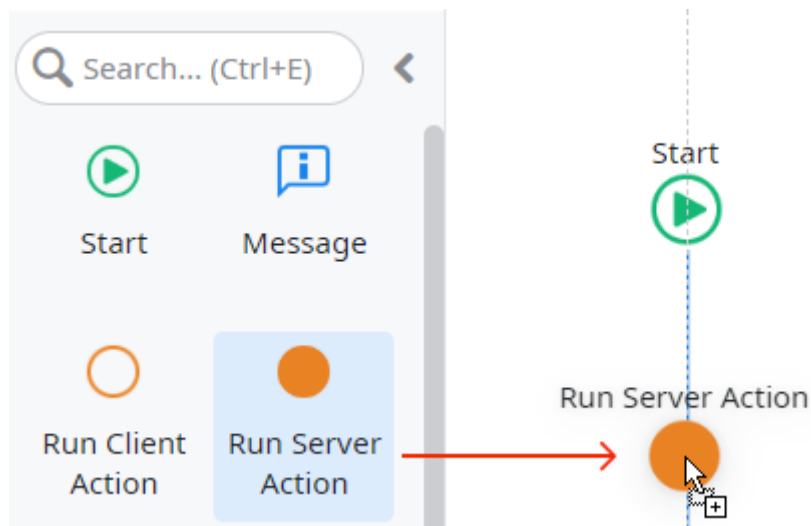 Search... (Ctrl+E)
Start
Message
Run Client
Action
Run Server
Action
Start
Run Server Action